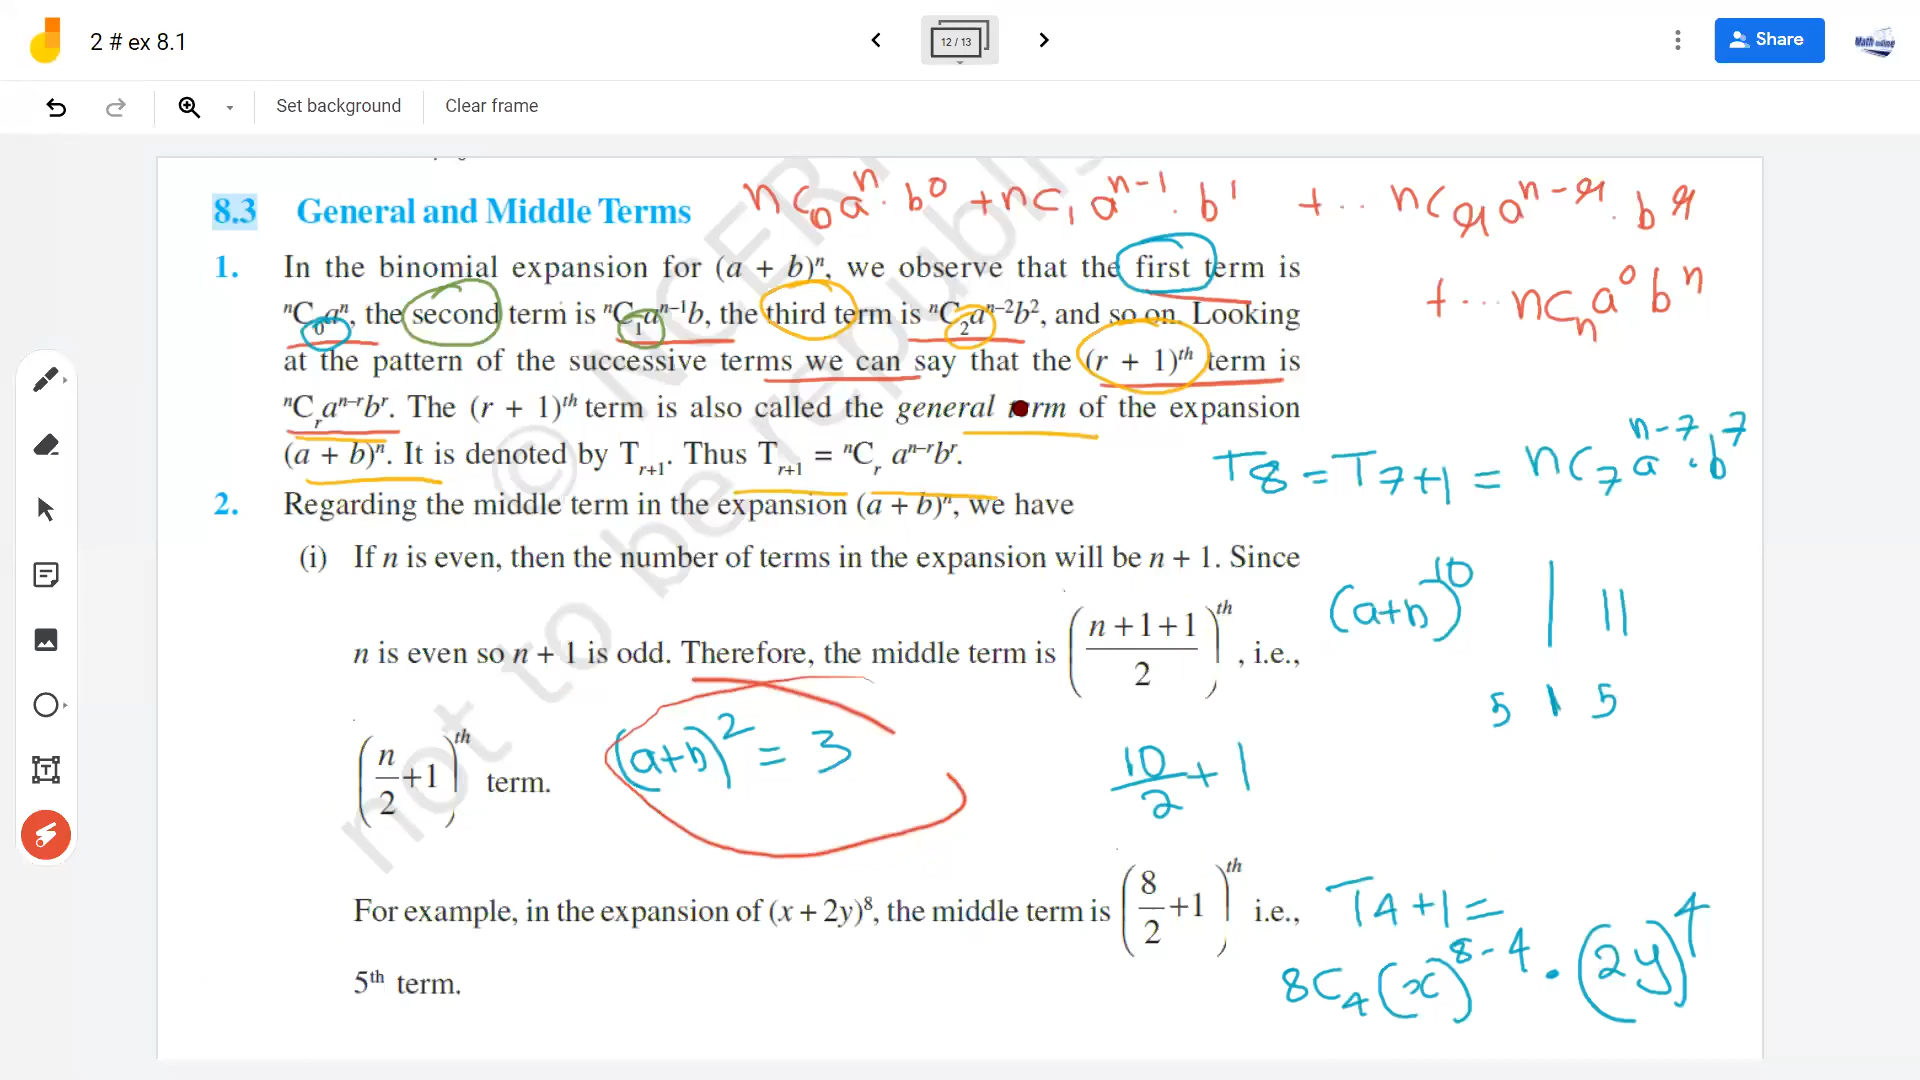 2 # ex 8.1
12 / 13
Share
Math online
Set background
Clear frame
8.3 General and Middle Terms
nC₀aⁿ·b⁰ + nC₁aⁿ⁻¹·b¹ + .. nCᵣaⁿ⁻ʳ·bʳ
+ ... nCₙa⁰bⁿ
1. In the binomial expansion for (a + b)ⁿ, we observe that the first term is
ⁿC₀aⁿ, the second term is ⁿC₁aⁿ⁻¹b, the third term is ⁿC₂aⁿ⁻²b², and so on. Looking
at the pattern of the successive terms we can say that the (r + 1)ᵗʰ term is
ⁿCᵣaⁿ⁻ʳbʳ. The (r + 1)ᵗʰ term is also called the general term of the expansion
(a + b)ⁿ. It is denoted by Tᵣ₊₁. Thus Tᵣ₊₁ = ⁿCᵣ aⁿ⁻ʳbʳ.
T₈ = T₇₊₁ = nC₇aⁿ⁻⁷·b⁷
2. Regarding the middle term in the expansion (a + b)ⁿ, we have
(i) If n is even, then the number of terms in the expansion will be n + 1. Since
(a+b)¹⁰ | 11
n is even so n + 1 is odd. Therefore, the middle term is ((n+1+1)/2)ᵗʰ, i.e.,
5 1 5
(n/2+1)ᵗʰ term.
(a+b)² = 3
10/2 + 1
For example, in the expansion of (x + 2y)⁸, the middle term is (8/2+1)ᵗʰ i.e.,
5ᵗʰ term.
T₄₊₁ =
8C₄(x)⁸⁻⁴·(2y)⁴
© NCERT
not to be republis